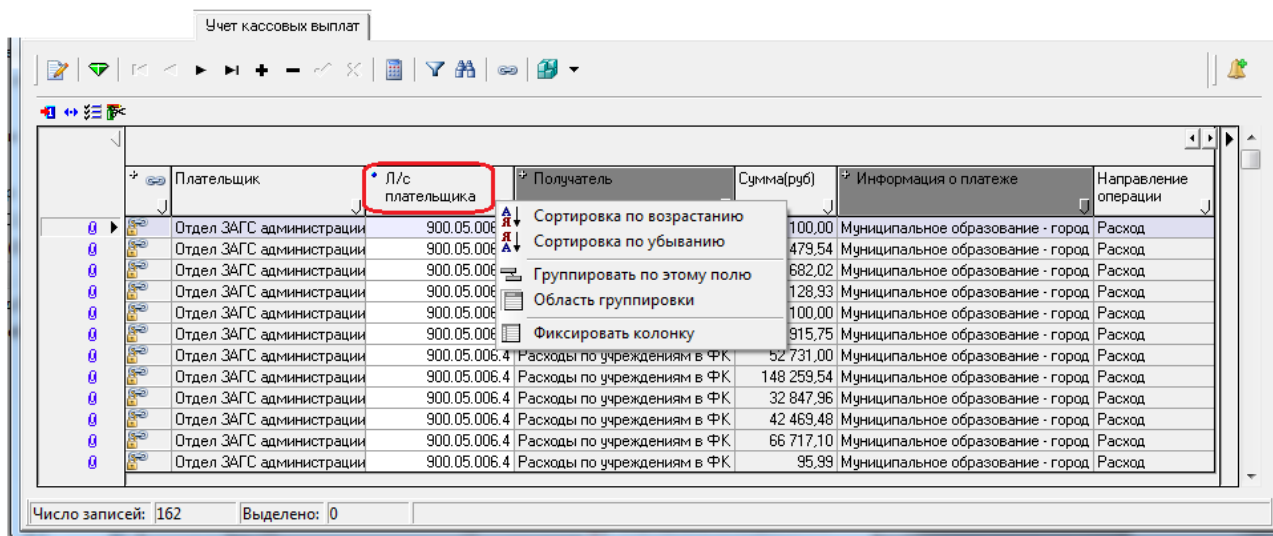 Учет кассовых выплат
Плательщик
Л/с
плательщика
Получатель
Сумма(руб)
Информация о платеже
Направление
операции
Сортировка по возрастанию
Сортировка по убыванию
Группировать по этому полю
Область группировки
Фиксировать колонку
Отдел ЗАГС администрации 900.05.006 100,00 Муниципальное образование - город Расход
Отдел ЗАГС администрации 900.05.006 479,54 Муниципальное образование - город Расход
Отдел ЗАГС администрации 900.05.006 682,02 Муниципальное образование - город Расход
Отдел ЗАГС администрации 900.05.006 128,93 Муниципальное образование - город Расход
Отдел ЗАГС администрации 900.05.006 100,00 Муниципальное образование - город Расход
Отдел ЗАГС администрации 900.05.006 915,75 Муниципальное образование - город Расход
Отдел ЗАГС администрации 900.05.006.4 Расходы по учреждениям в ФК 52 731,00 Муниципальное образование - город Расход
Отдел ЗАГС администрации 900.05.006.4 Расходы по учреждениям в ФК 148 259,54 Муниципальное образование - город Расход
Отдел ЗАГС администрации 900.05.006.4 Расходы по учреждениям в ФК 32 847,96 Муниципальное образование - город Расход
Отдел ЗАГС администрации 900.05.006.4 Расходы по учреждениям в ФК 42 469,48 Муниципальное образование - город Расход
Отдел ЗАГС администрации 900.05.006.4 Расходы по учреждениям в ФК 66 717,10 Муниципальное образование - город Расход
Отдел ЗАГС администрации 900.05.006.4 Расходы по учреждениям в ФК 95,99 Муниципальное образование - город Расход
Число записей: 162 Выделено: 0